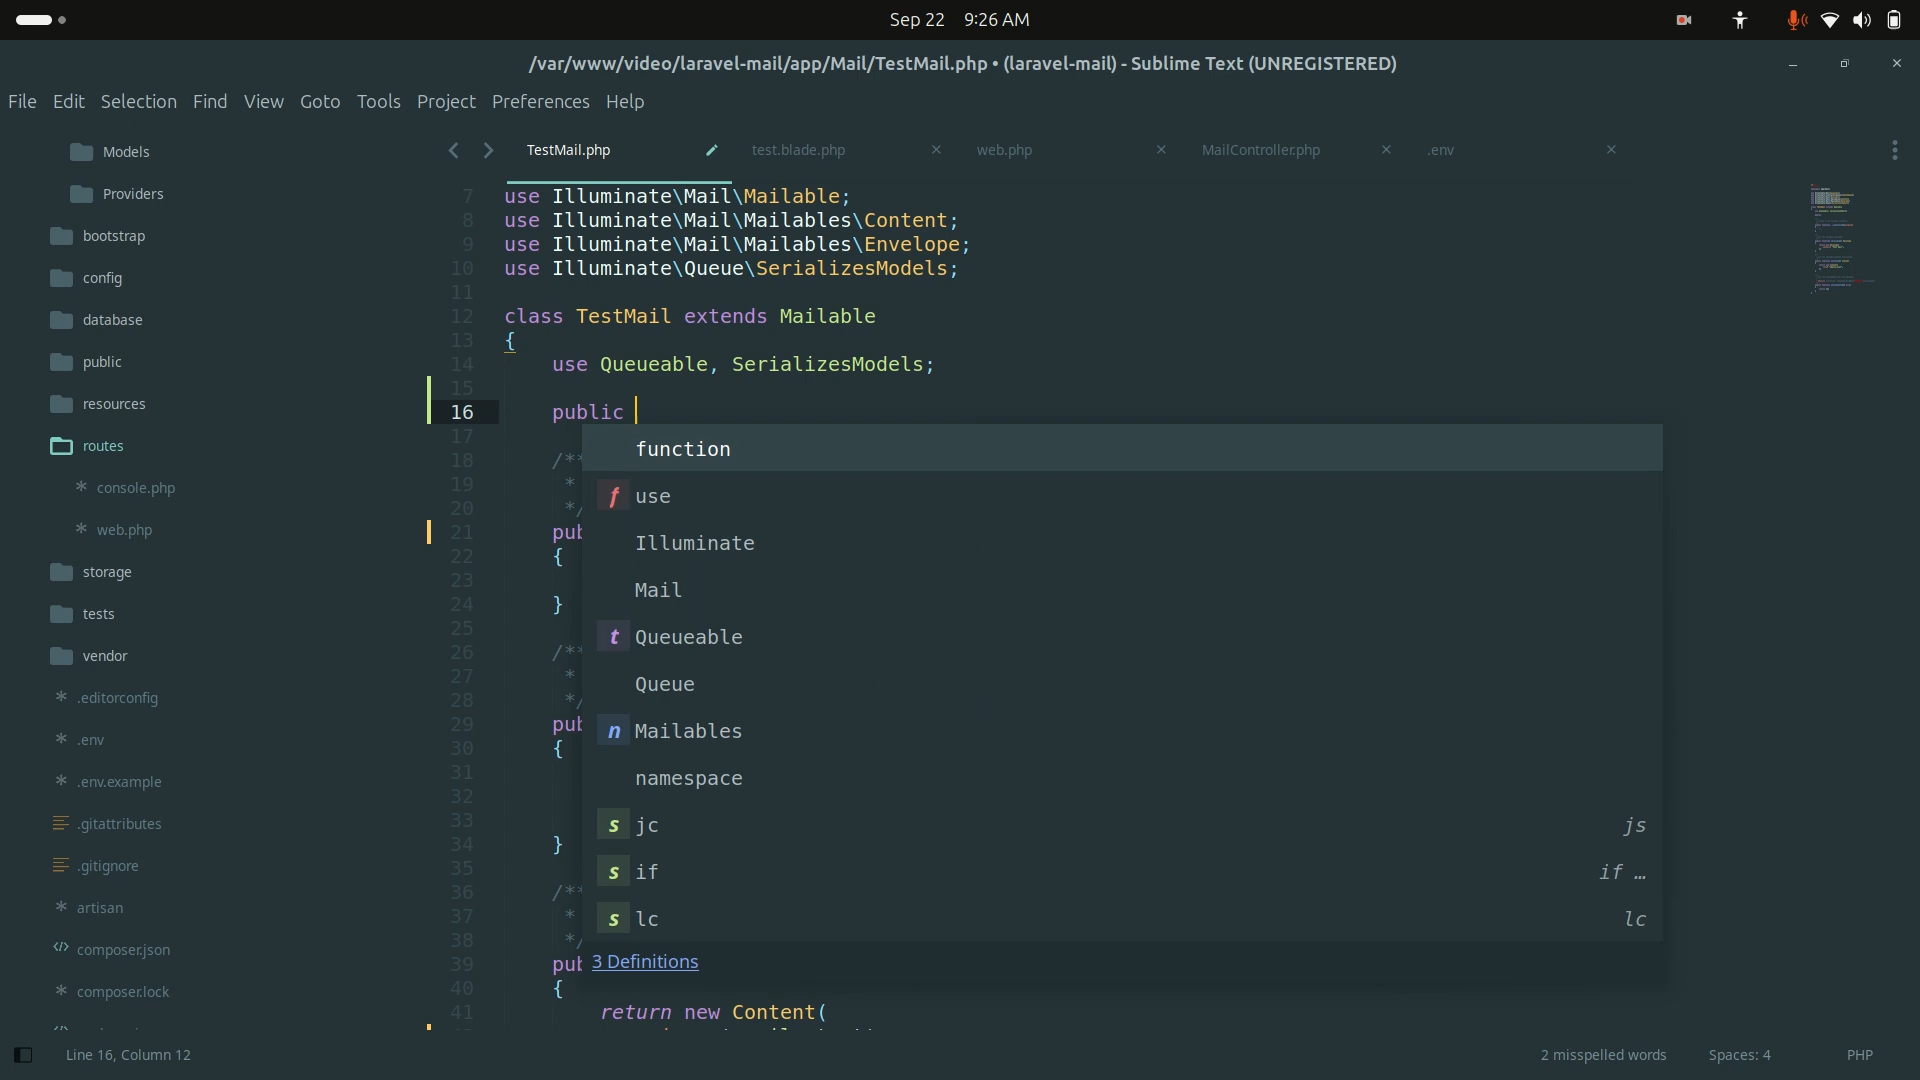 Sep 22 9:26 AM
/var/www/video/laravel-mail/app/Mail/TestMail.php • (laravel-mail) - Sublime Text (UNREGISTERED)
File Edit Selection Find View Goto Tools Project Preferences Help
Models
Providers
bootstrap
config
database
public
resources
routes
console.php
web.php
storage
tests
vendor
.editorconfig
.env
.env.example
.gitattributes
.gitignore
artisan
composer.json
composer.lock
TestMail.php test.blade.php web.php MailController.php .env
7 use Illuminate\Mail\Mailable;
8 use Illuminate\Mail\Mailables\Content;
9 use Illuminate\Mail\Mailables\Envelope;
10 use Illuminate\Queue\SerializesModels;
11
12 class TestMail extends Mailable
13 {
14 use Queueable, SerializesModels;
15
16 public
17
18 /**
19 *
20 */
21 pub
22 {
23
24 }
25
26 /**
27 *
28 */
29 pub
30 {
31
32
33
34 }
35
36 /**
37 *
38 */
39 pub
40 {
41 return new Content(
function
f use
Illuminate
Mail
t Queueable
Queue
n Mailables
namespace
s jc js
s if if …
s lc lc
3 Definitions
Line 16, Column 12 2 misspelled words Spaces: 4 PHP